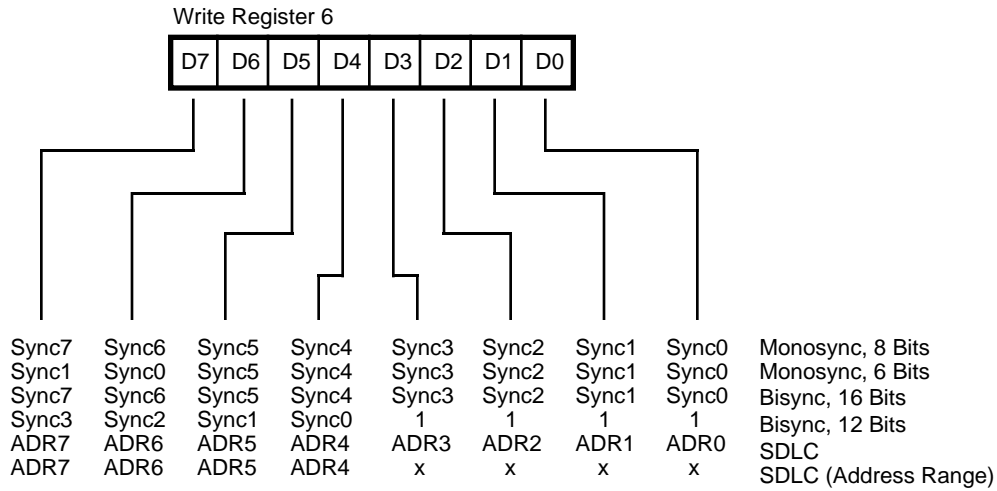 Write Register 6
D7 D6 D5 D4 D3 D2 D1 D0
Sync7 Sync6 Sync5 Sync4 Sync3 Sync2 Sync1 Sync0 Monosync, 8 Bits
Sync1 Sync0 Sync5 Sync4 Sync3 Sync2 Sync1 Sync0 Monosync, 6 Bits
Sync7 Sync6 Sync5 Sync4 Sync3 Sync2 Sync1 Sync0 Bisync, 16 Bits
Sync3 Sync2 Sync1 Sync0 1 1 1 1 Bisync, 12 Bits
ADR7 ADR6 ADR5 ADR4 ADR3 ADR2 ADR1 ADR0 SDLC
ADR7 ADR6 ADR5 ADR4 x x x x SDLC (Address Range)